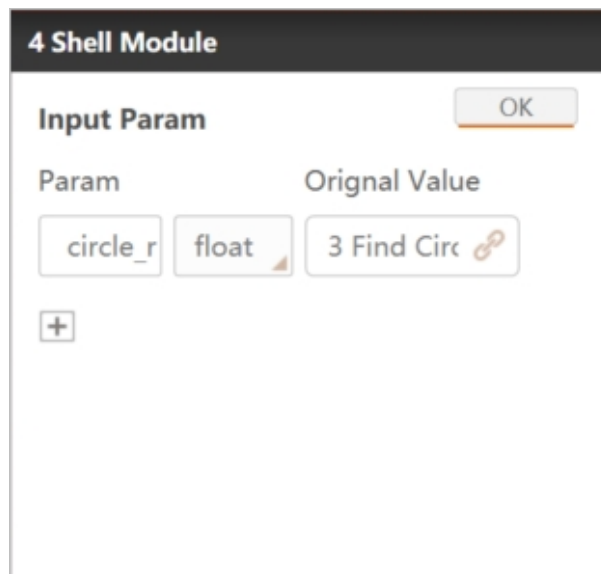 4 Shell Module
Input Param
OK
Param Orignal Value
circle_r float 3 Find Circ